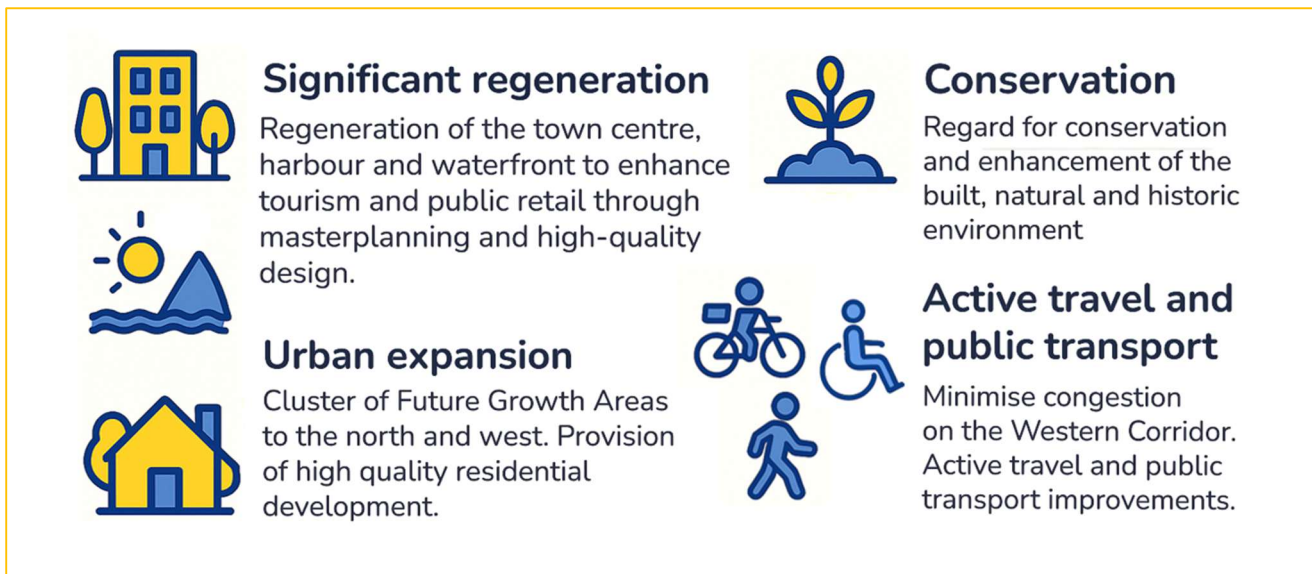 Significant regeneration
Regeneration of the town centre,
harbour and waterfront to enhance
tourism and public retail through
masterplanning and high-quality
design.
Urban expansion
Cluster of Future Growth Areas
to the north and west. Provision
of high quality residential
development.
Conservation
Regard for conservation
and enhancement of the
built, natural and historic
environment
Active travel and
public transport
Minimise congestion
on the Western Corridor.
Active travel and public
transport improvements.